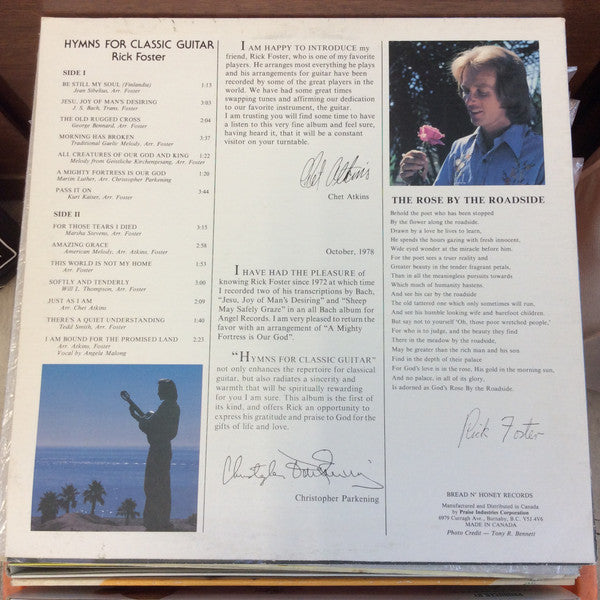 HYMNS FOR CLASSIC GUITAR
Rick Foster
SIDE I
BE STILL MY SOUL (Finlandia) 1:13
Jean Sibelius, Arr. Foster
JESU, JOY OF MAN'S DESIRING 3:03
J. S. Bach, Trans. Foster
THE OLD RUGGED CROSS 2:04
George Bennard, Arr. Foster
MORNING HAS BROKEN 3:37
Traditional Gaelic Melody, Arr. Foster
ALL CREATURES OF OUR GOD AND KING 1:22
Melody from Geistliche Kirchengesang, Arr. Foster
A MIGHTY FORTRESS IS OUR GOD 1:20
Martin Luther, Arr. Christopher Parkening
PASS IT ON 3:44
Kurt Kaiser, Arr. Foster
SIDE II
FOR THOSE TEARS I DIED 3:15
Marsha Stevens, Arr. Foster
AMAZING GRACE 2:58
American Melody, Arr. Atkins, Foster
THIS WORLD IS NOT MY HOME 1:53
Arr. Foster
SOFTLY AND TENDERLY 2:51
Will L. Thompson, Arr. Foster
JUST AS I AM 2:09
Arr. Chet Atkins
THERE'S A QUIET UNDERSTANDING 1:49
Tedd Smith, Arr. Foster
I AM BOUND FOR THE PROMISED LAND 2:23
Arr. Atkins, Foster
Vocal by Angela Malong
I AM HAPPY TO INTRODUCE my
friend, Rick Foster, who is one of my favorite
players. He arranges most everything he plays
and his arrangements for guitar have been
recorded by some of the great players in the
world. We have had some great times
swapping tunes and affirming our dedication
to our favorite instrument, the guitar.
I am trusting you will find some time to have
a listen to this very fine album and feel sure,
having heard it, that it will be a constant
visitor on your turntable.
Chet Atkins
Chet Atkins
October, 1978
I HAVE HAD THE PLEASURE of
knowing Rick Foster since 1972 at which time
I recorded two of his transcriptions by Bach,
"Jesu, Joy of Man's Desiring" and "Sheep
May Safely Graze" in an all Bach album for
Angel Records. I am very pleased to return the
favor with an arrangement of "A Mighty
Fortress is Our God".
"HYMNS FOR CLASSIC GUITAR"
not only enhances the repertoire for classical
guitar, but also radiates a sincerity and
warmth that will be spiritually rewarding
for you I am sure. This album is the first of
its kind, and offers Rick an opportunity to
express his gratitude and praise to God for the
gifts of life and love.
Christopher Parkening
Christopher Parkening
THE ROSE BY THE ROADSIDE
Behold the poet who has been stopped
By the flower along the roadside.
Drawn by a love he lives to learn,
He spends the hours gazing with fresh innocent,
Wide eyed wonder at the miracle before him.
For the poet sees a truer reality and
Greater beauty in the tender fragrant petals,
Than in all the meaningless pursuits towards
Which much of humanity hastens.
And see his car by the roadside
The old tattered one which only sometimes will run,
and see his humble looking wife and barefoot children.
But say not to yourself 'Oh, those poor wretched people,'
For who is to judge, and the beauty they find
There in the meadow by the roadside,
May be greater than the rich man and his son
Find in the depth of their palace.
For God's love is in the rose, His gold in the morning sun,
And no palace, in all of its glory,
Is adorned as God's Rose By the Roadside.
Rick Foster
BREAD N' HONEY RECORDS
Manufactured and Distributed in Canada
by Praise Industries Corporation
6979 Curragh Ave., Burnaby, B.C. V5J 4V6
MADE IN CANADA.
Photo Credit — Tony R. Bennett